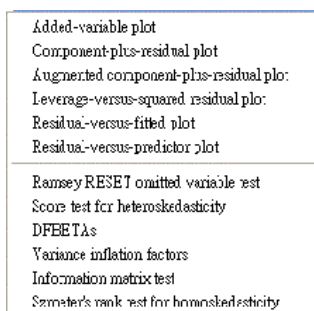 Added-variable plot
Component-plus-residual plot
Augmented component-plus-residual plot
Leverage-versus-squared residual plot
Residual-versus-fitted plot
Residual-versus-predictor plot
Ramsey RESET omitted variable test
Score test for heteroskedasticity
DFBETAs
Variance inflation factors
Information matrix test
Szroeter's rank test for homoskedasticity